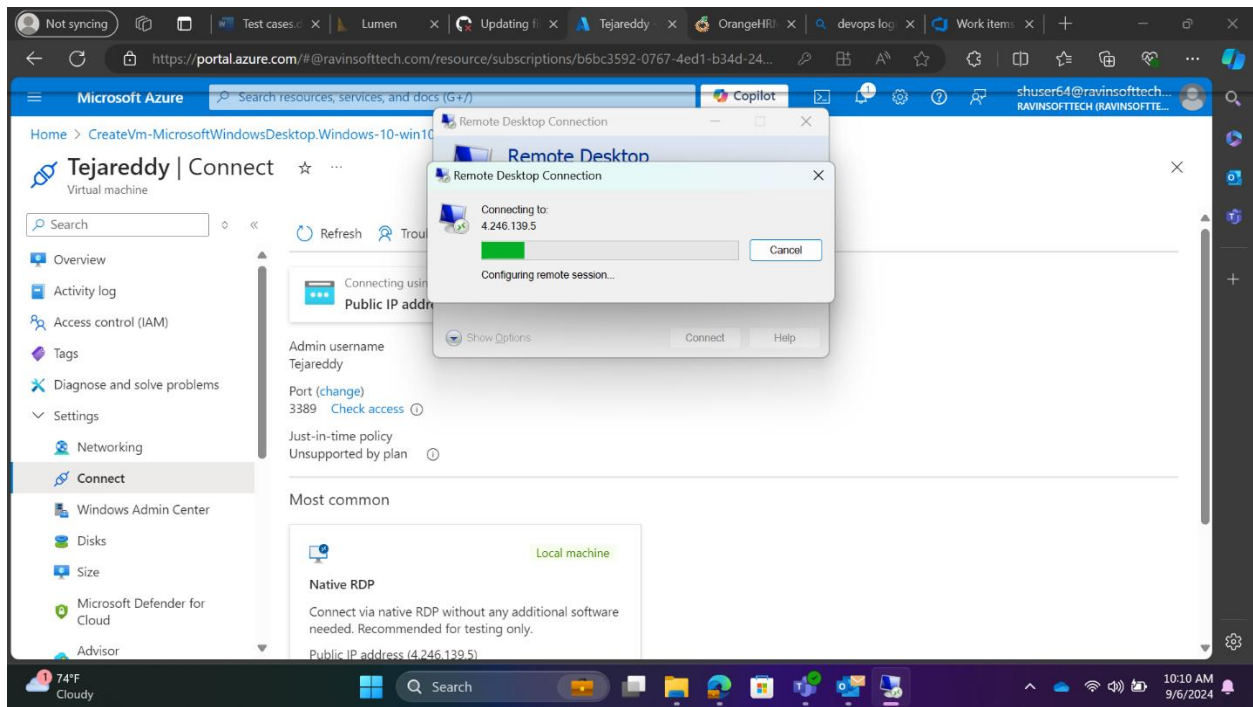 Not syncing
Test cases.d
Lumen
Updating fi
Tejareddy -
OrangeHR
devops log
Work items
https://portal.azure.com/#@ravinsofttech.com/resource/subscriptions/b6bc3592-0767-4ed1-b34d-24...
Microsoft Azure
Search resources, services, and docs (G+/)
Copilot
1
shuser64@ravinsofttech...
RAVINSOFTTECH (RAVINSOFTTE...
Home > CreateVm-MicrosoftWindowsDesktop.Windows-10-win10
Remote Desktop Connection
Remote Desktop
Tejareddy | Connect
Virtual machine
Remote Desktop Connection
Connecting to:
4.246.139.5
Cancel
Configuring remote session...
Show Options
Connect
Help
Search
Refresh
Troul
Overview
Activity log
Access control (IAM)
Tags
Diagnose and solve problems
Settings
Networking
Connect
Windows Admin Center
Disks
Size
Microsoft Defender for
Cloud
Advisor
Connecting usin
Public IP addre
Admin username
Tejareddy
Port (change)
3389 Check access
Just-in-time policy
Unsupported by plan
Most common
Local machine
Native RDP
Connect via native RDP without any additional software
needed. Recommended for testing only.
Public IP address (4.246.139.5)
1
74°F
Cloudy
Search
10:10 AM
9/6/2024